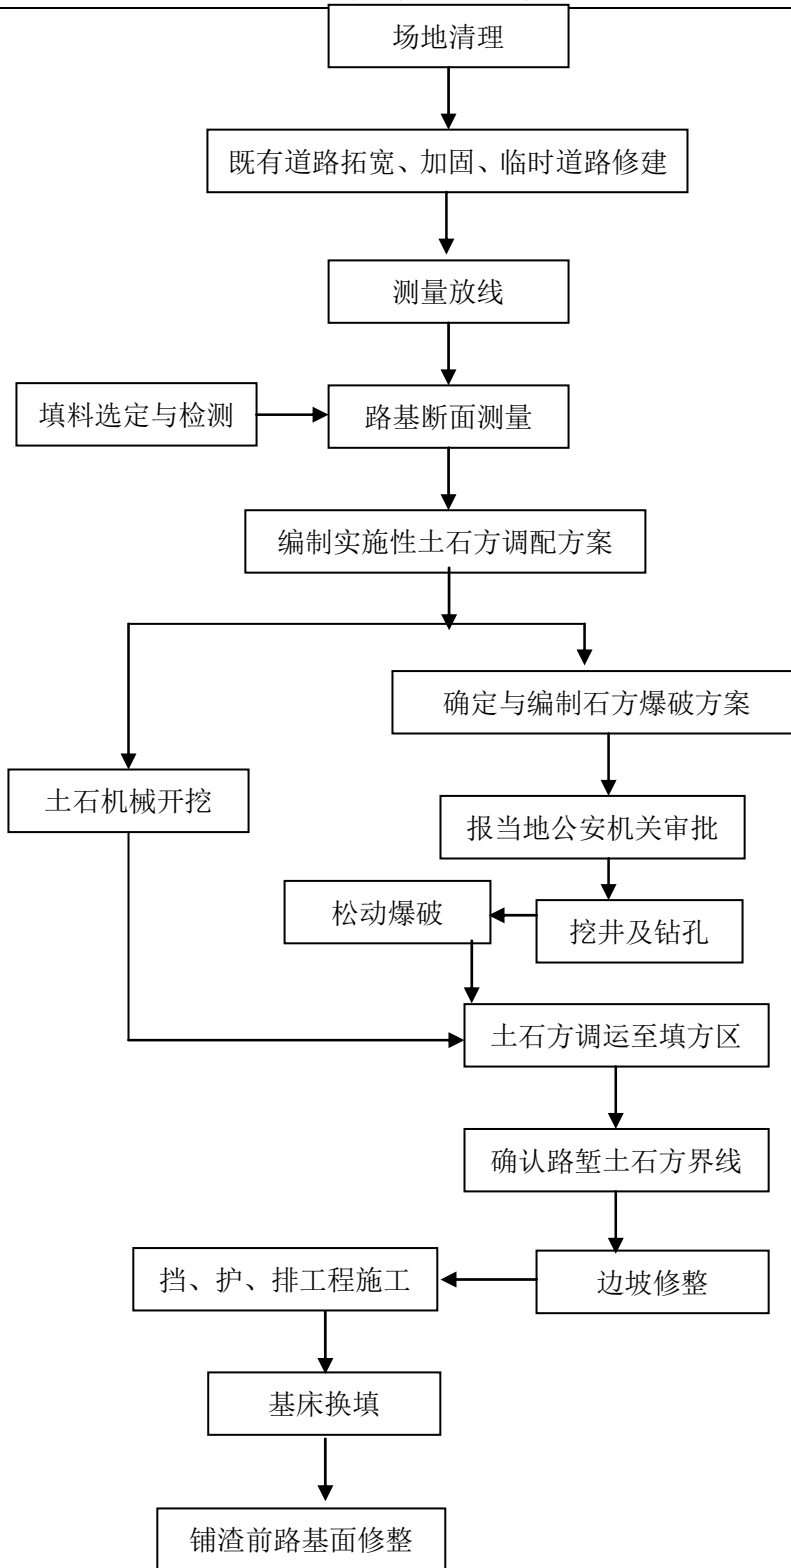 场地清理
既有道路拓宽、加固、临时道路修建
测量放线
填料选定与检测
路基断面测量
编制实施性土石方调配方案
确定与编制石方爆破方案
土石机械开挖
报当地公安机关审批
松动爆破
挖井及钻孔
土石方调运至填方区
确认路堑土石方界线
挡、护、排工程施工
边坡修整
基床换填
铺渣前路基面修整